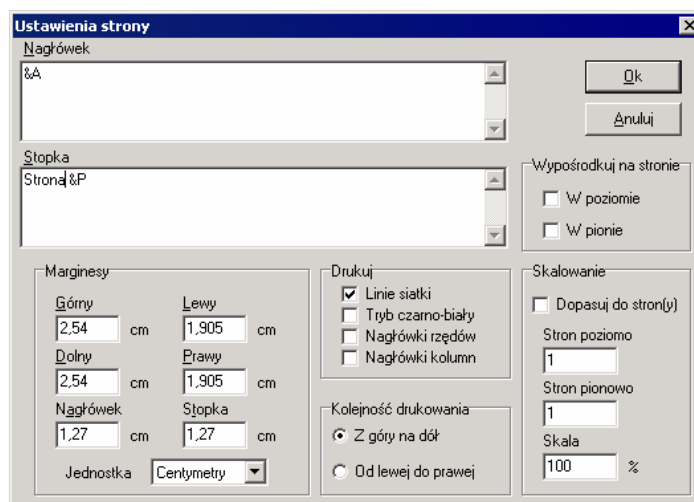 Ustawienia strony
Nagłówek
&A
Ok
Anuluj
Stopka
Strona &P
Wypośrodkuj na stronie
W poziomie
W pionie
Marginesy
Górny Lewy
2,54 cm 1,905 cm
Dolny Prawy
2,54 cm 1,905 cm
Nagłówek Stopka
1,27 cm 1,27 cm
Jednostka Centymetry
Drukuj
Linie siatki
Tryb czarno-biały
Nagłówki rzędów
Nagłówki kolumn
Kolejność drukowania
Z góry na dół
Od lewej do prawej
Skalowanie
Dopasuj do stron(y)
Stron poziomo
1
Stron pionowo
1
Skala
100 %